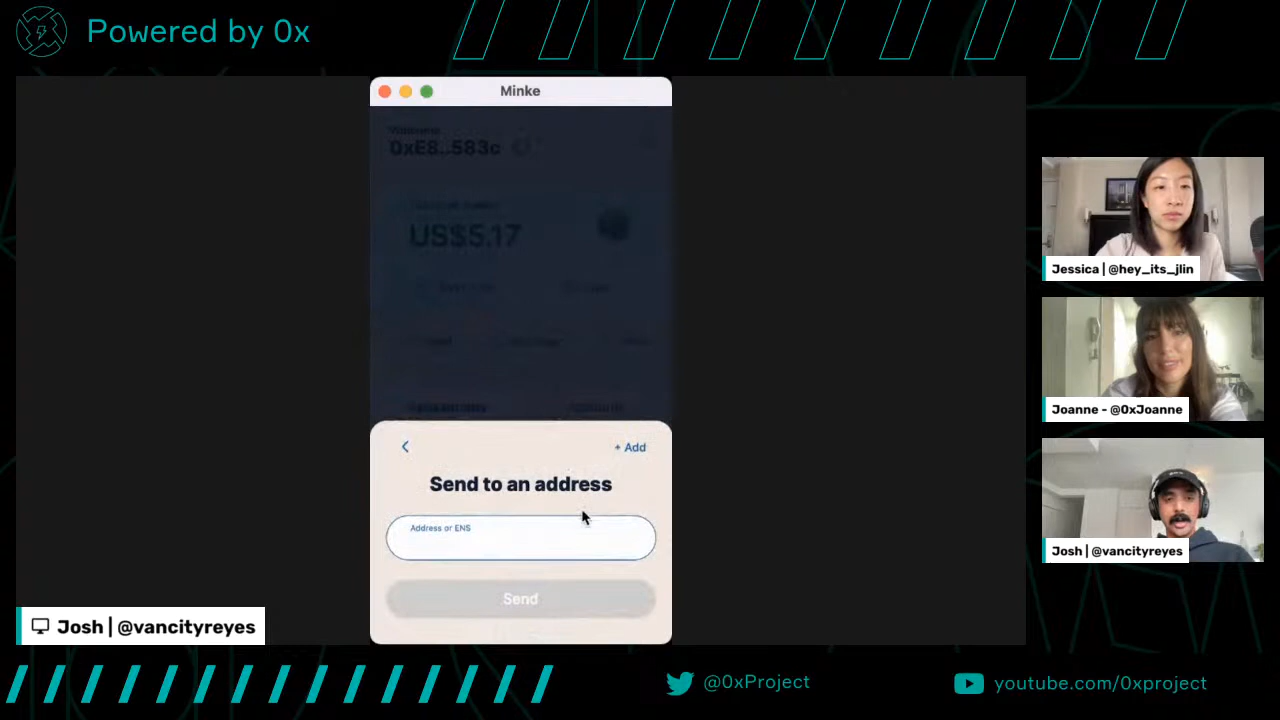 Powered by 0x
Minke
0xE8..583c
US$5.17
+ Add
Send to an address
Address or ENS
Send
Jessica | @hey_its_jlin
Joanne - @0xJoanne
Josh | @vancityreyes
Josh | @vancityreyes
@0xProject
youtube.com/0xproject